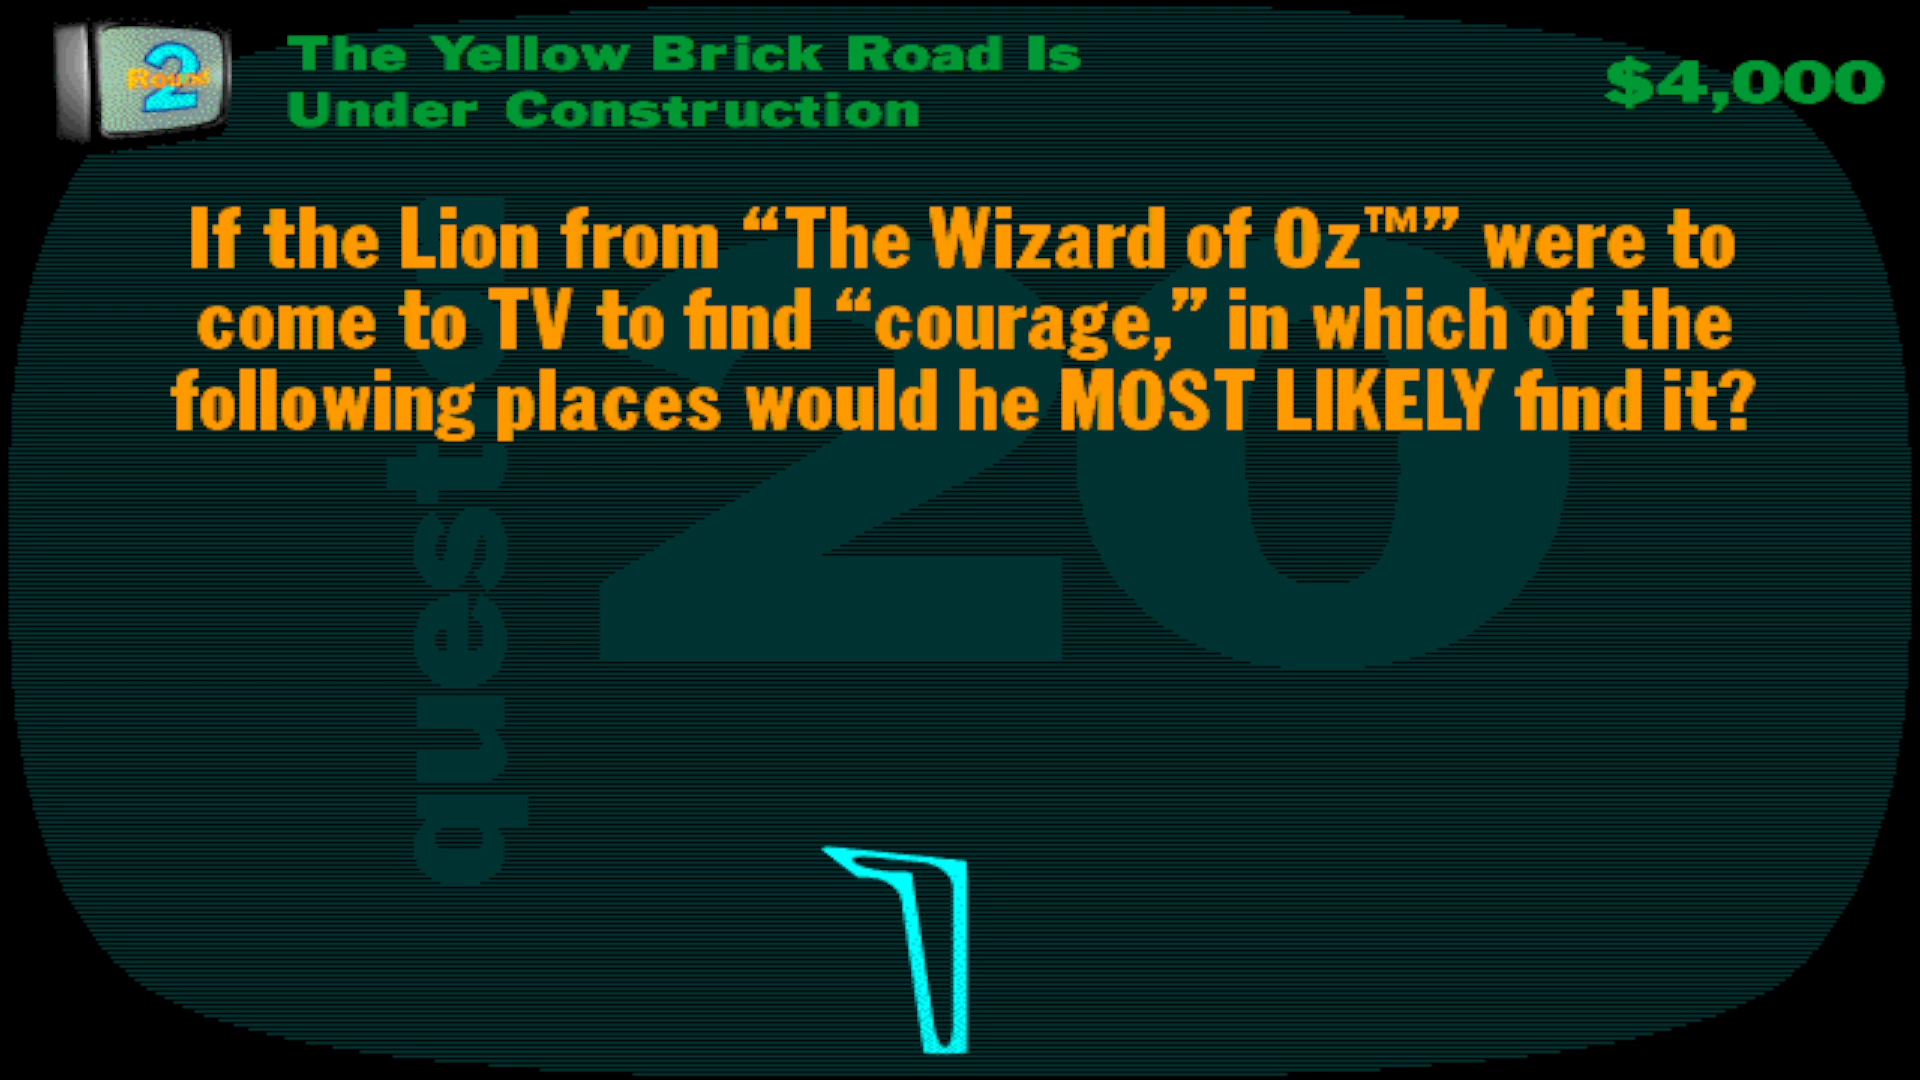 Round 2
The Yellow Brick Road Is
Under Construction
$4,000
If the Lion from “The Wizard of Oz™” were to
come to TV to find “courage,” in which of the
following places would he MOST LIKELY find it?
question
20